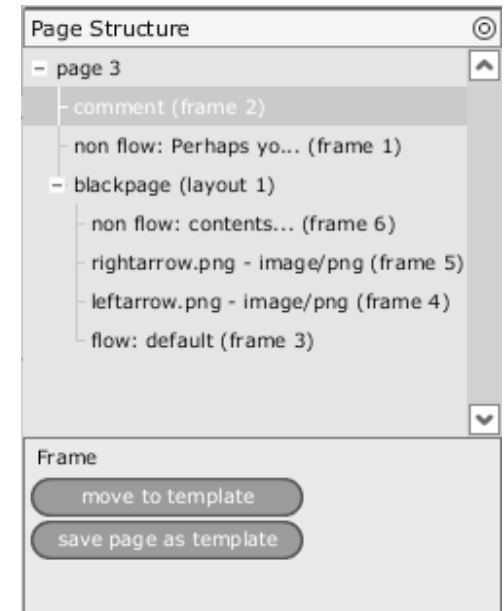 Page Structure
page 3
comment (frame 2)
non flow: Perhaps yo... (frame 1)
blackpage (layout 1)
non flow: contents... (frame 6)
rightarrow.png - image/png (frame 5)
leftarrow.png - image/png (frame 4)
flow: default (frame 3)
Frame
move to template
save page as template